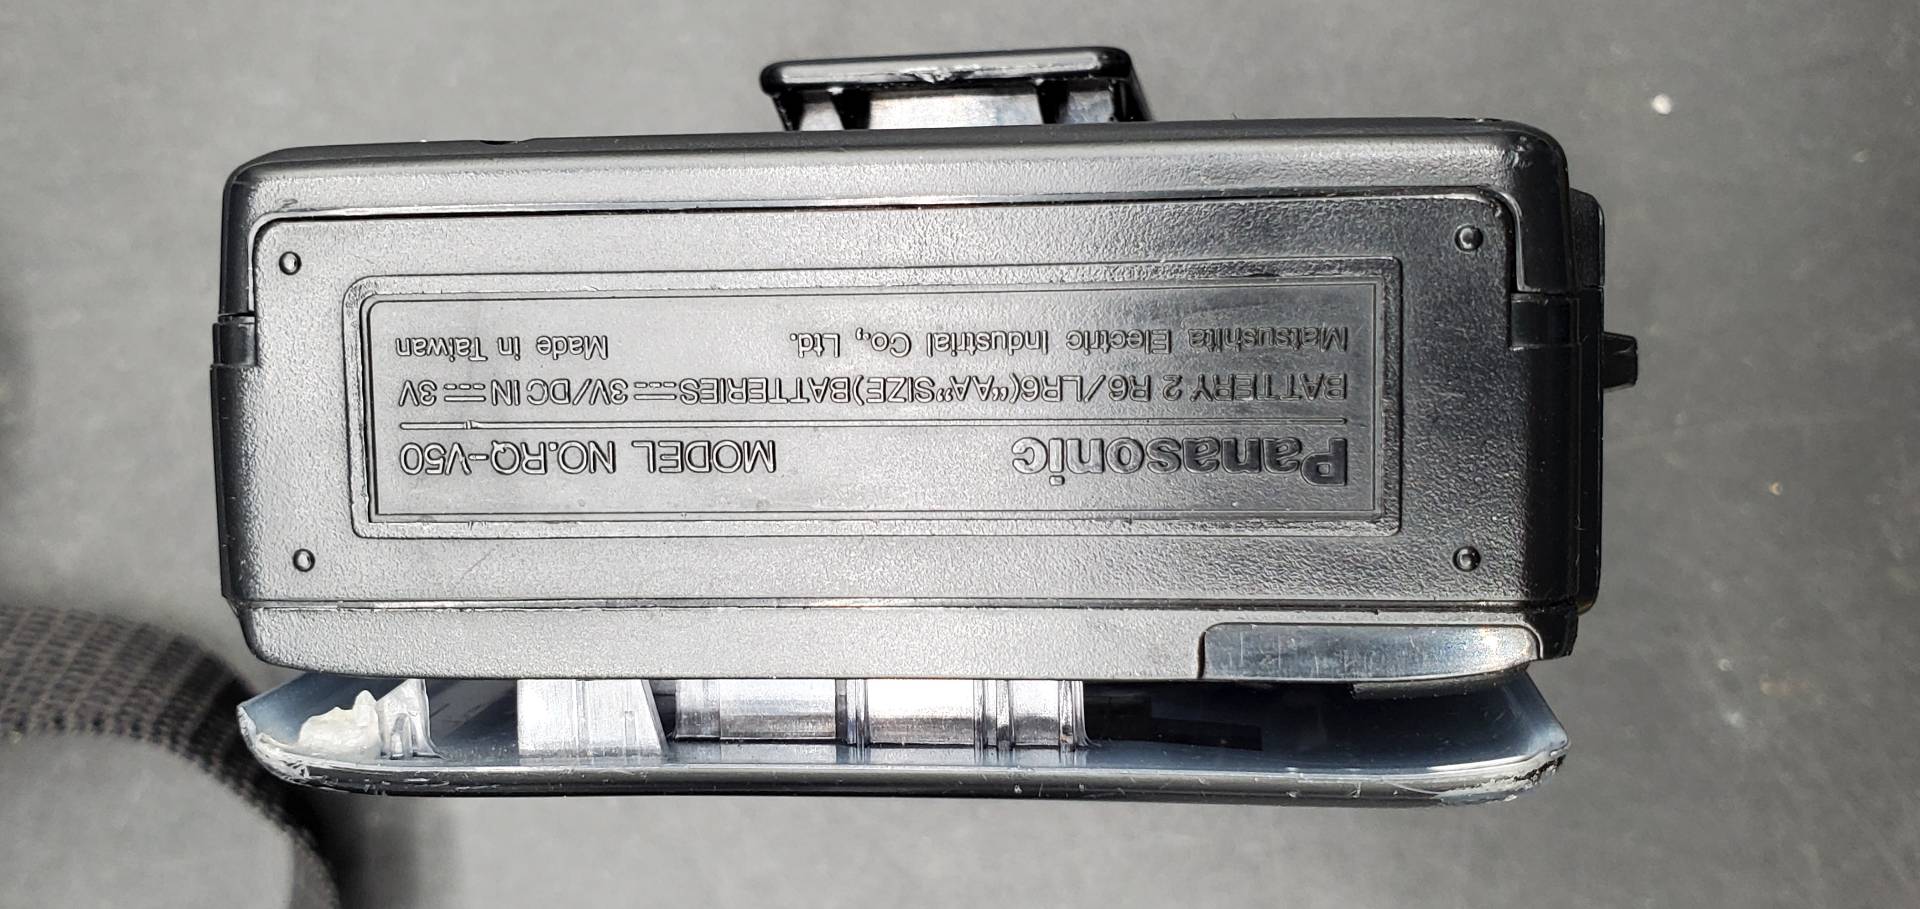 Panasonic MODEL NO.RQ-V50
BATTERY 2 R6/LR6(“AA”SIZE)BATTERIES⎓3V/DC IN⎓3V
Matsushita Electric Industrial Co., Ltd. Made in Taiwan